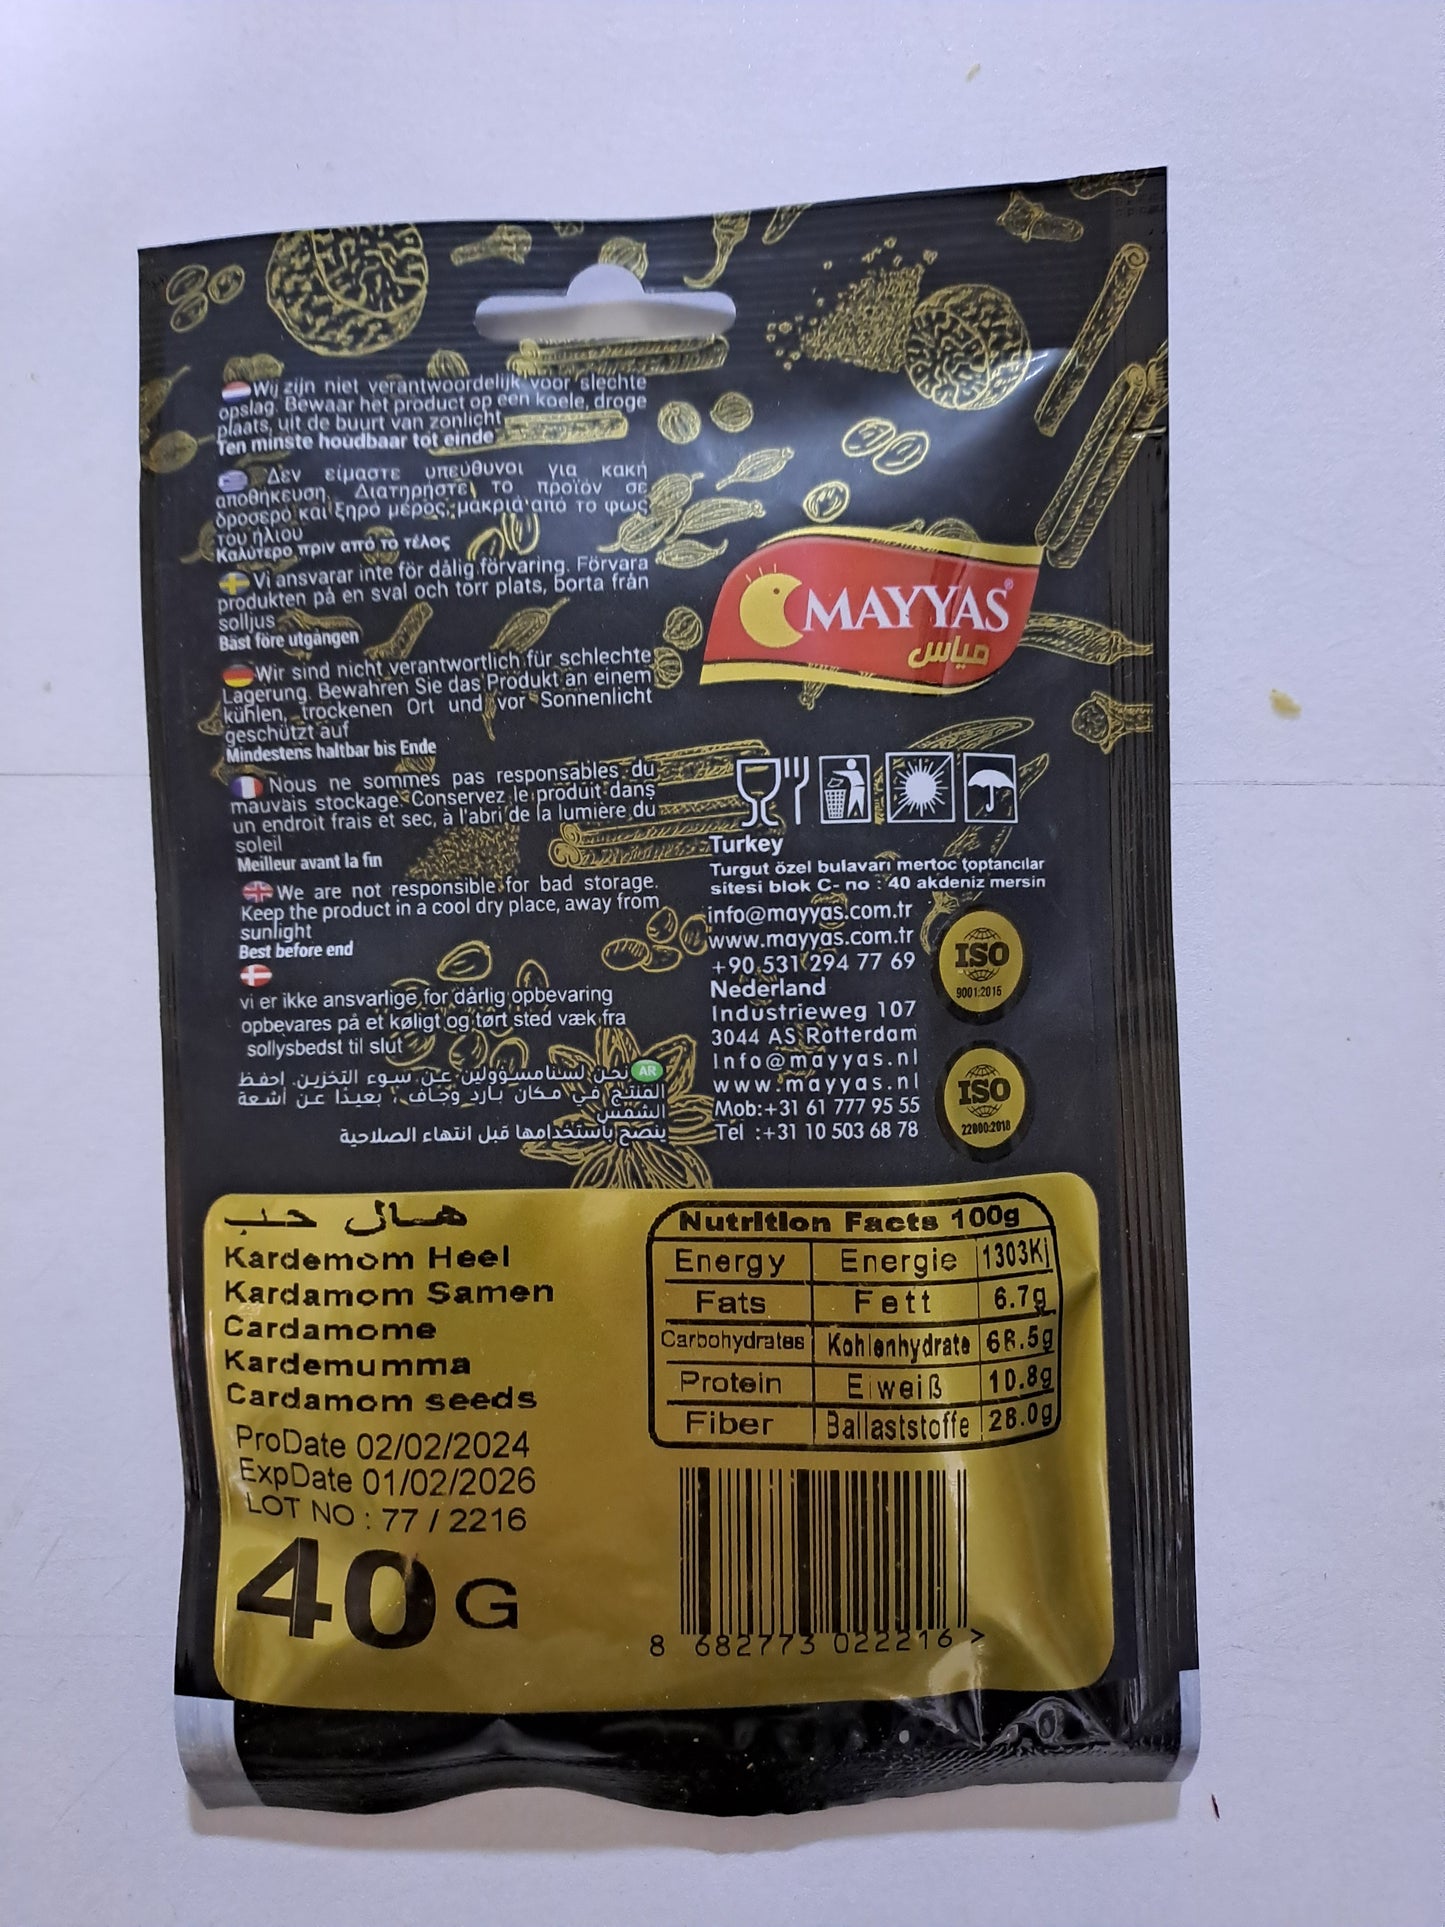 Wij zijn niet verantwoordelijk voor slechte
opslag. Bewaar het product op een koele, droge
plaats, uit de buurt van zonlicht
Ten minste houdbaar tot einde
Δεν είμαστε υπεύθυνοι για κακή
αποθήκευση. Διατηρήστε το προϊόν σε
δροσερό και ξηρό μέρος, μακριά από το φως
του ήλιου
Καλύτερο πριν από το τέλος
Vi ansvarar inte för dålig förvaring. Förvara
produkten på en sval och torr plats, borta från
solljus
Bäst före utgången
Wir sind nicht verantwortlich für schlechte
Lagerung. Bewahren Sie das Produkt an einem
kühlen, trockenen Ort und vor Sonnenlicht
geschützt auf
Mindestens haltbar bis Ende
Nous ne sommes pas responsables du
mauvais stockage. Conservez le produit dans
un endroit frais et sec, à l'abri de la lumière du
soleil
Meilleur avant la fin
We are not responsible for bad storage.
Keep the product in a cool dry place, away from
sunlight
Best before end
vi er ikke ansvarlige for dårlig opbevaring
opbevares på et køligt og tørt sted væk fra
sollysbedst til slut
AR نحن لسنامسؤولين عن سوء التخزين. احفظ
المنتج في مكان بارد وجاف ، بعيدًا عن أشعة
الشمس
ينصح باستخدامها قبل انتهاء الصلاحية
MAYYAS®
مياس
Turkey
Turgut özel bulavarı mertoc toptancılar
sitesi blok C- no : 40 akdeniz mersin
info@mayyas.com.tr
www.mayyas.com.tr
+90 531 294 77 69
Nederland
Industrieweg 107
3044 AS Rotterdam
Info@mayyas.nl
www.mayyas.nl
Mob:+31 61 777 95 55
Tel :+31 10 503 68 78
ISO
9001:2015
ISO
22000:2018
هال حب
Kardemom Heel
Kardamom Samen
Cardamome
Kardemumma
Cardamom seeds
ProDate 02/02/2024
ExpDate 01/02/2026
LOT NO : 77 / 2216
40 G
Nutrition Facts 100g
Energy Energie 1303Kj
Fats Fett 6.7g
Carbohydrates Kohlenhydrate 68.5g
Protein Eiweiß 10.8g
Fiber Ballaststoffe 28.0g
8 682773 022216 >